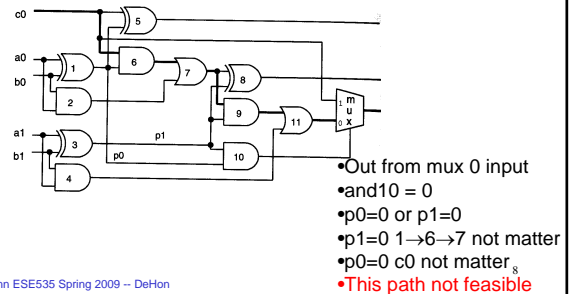 c0
5
a0
1
6
7
8
b0
2
9
1 m
u
0 x
11
a1
3
p1
b1
p0
10
4
•Out from mux 0 input
•and10 = 0
•p0=0 or p1=0
•p1=0 1→6→7 not matter
•p0=0 c0 not matter
8
•This path not feasible
nn ESE535 Spring 2009 -- DeHon